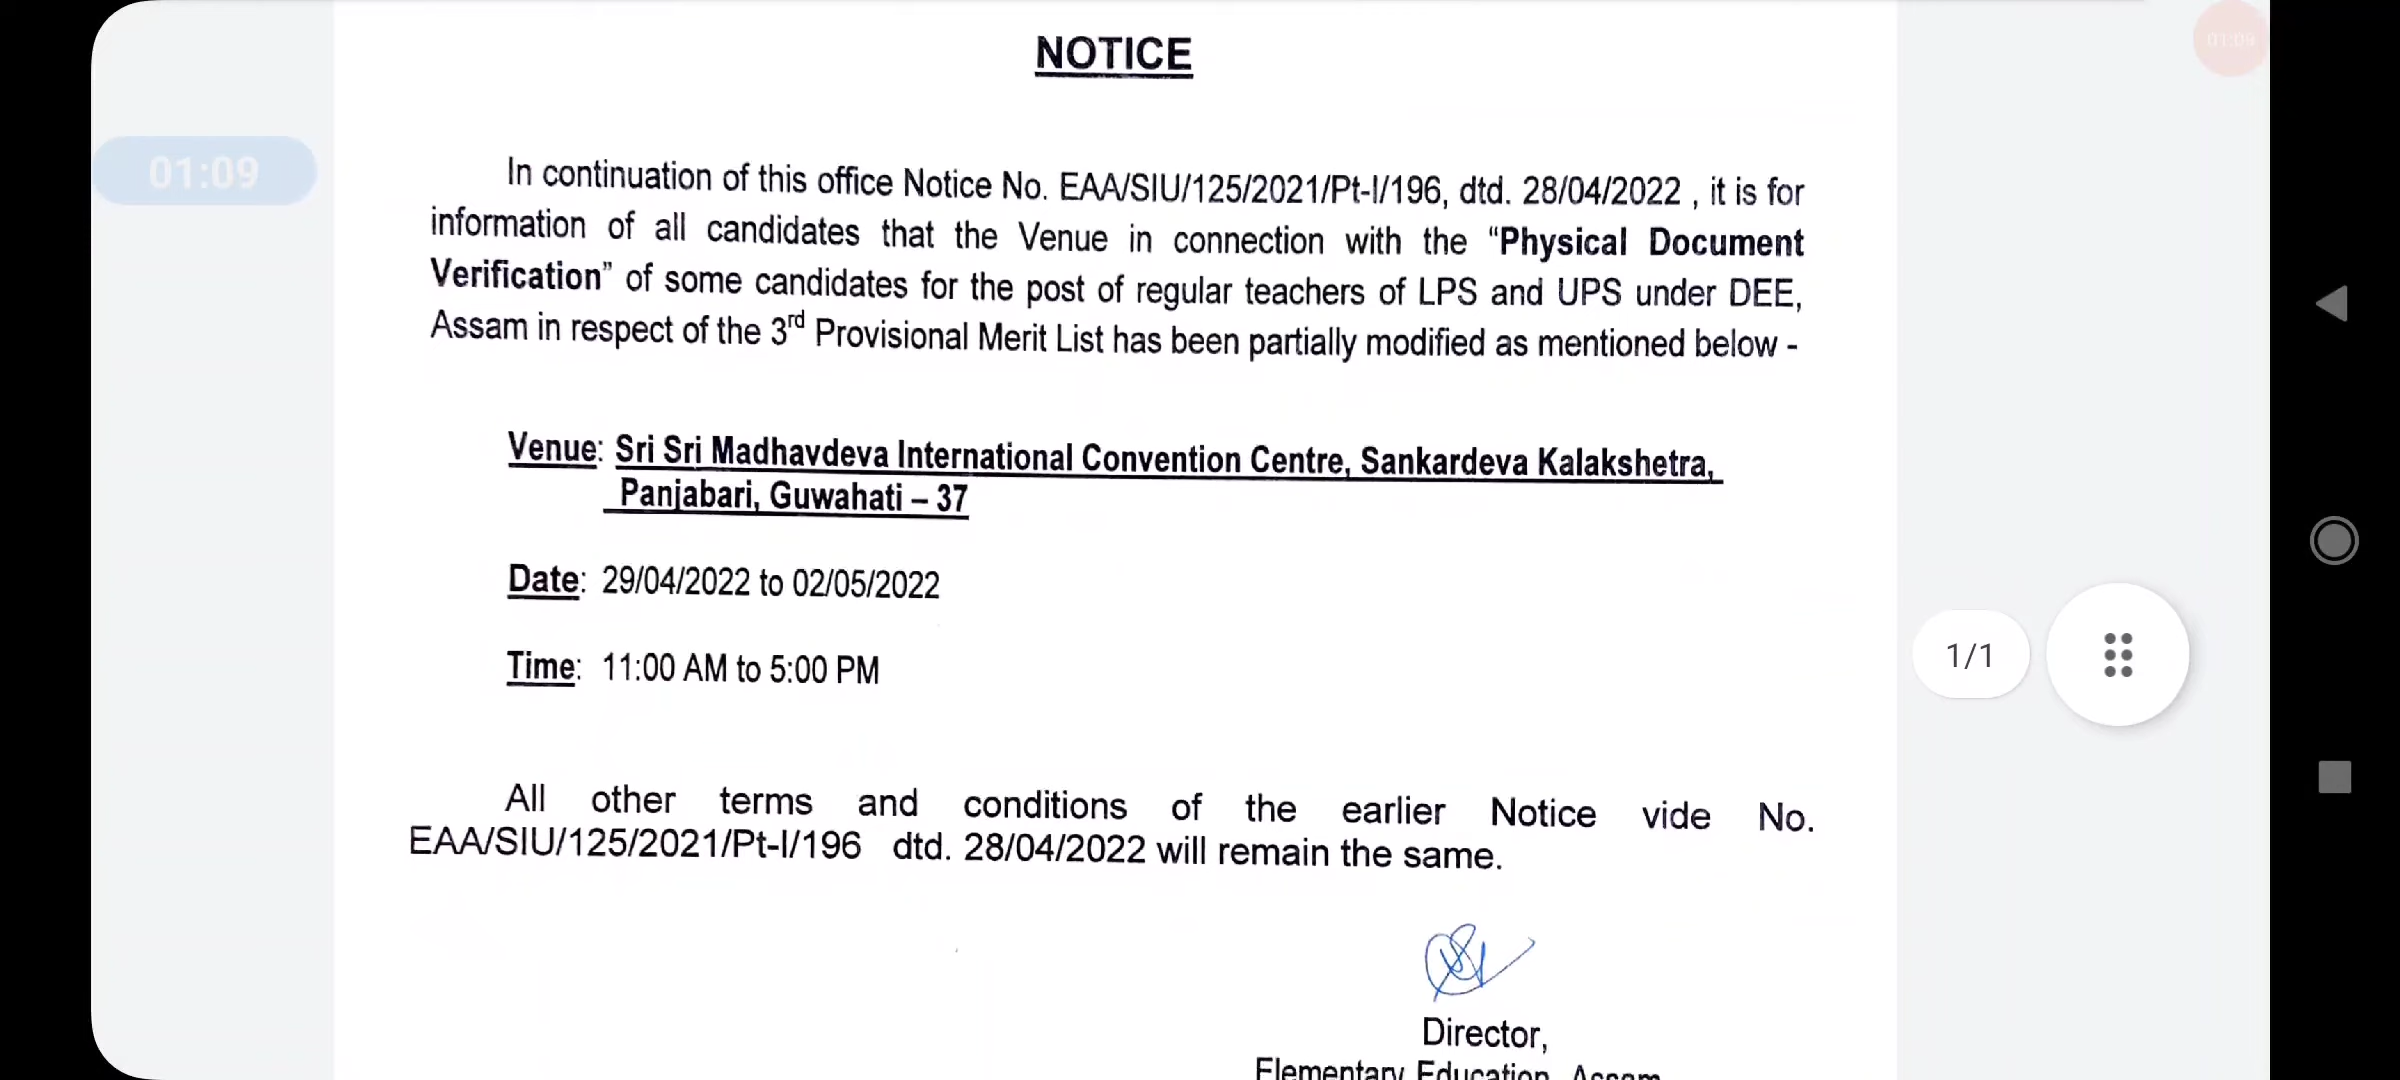 NOTICE
01:09
01:09
In continuation of this office Notice No. EAA/SIU/125/2021/Pt-I/196, dtd. 28/04/2022 , it is for
information of all candidates that the Venue in connection with the “Physical Document
Verification” of some candidates for the post of regular teachers of LPS and UPS under DEE,
Assam in respect of the 3rd Provisional Merit List has been partially modified as mentioned below -
Venue: Sri Sri Madhavdeva International Convention Centre, Sankardeva Kalakshetra,
Panjabari, Guwahati – 37
Date: 29/04/2022 to 02/05/2022
Time: 11:00 AM to 5:00 PM
1/1
All other terms and conditions of the earlier Notice vide No.
EAA/SIU/125/2021/Pt-I/196 dtd. 28/04/2022 will remain the same.
Director,
Elementary Education, Assam